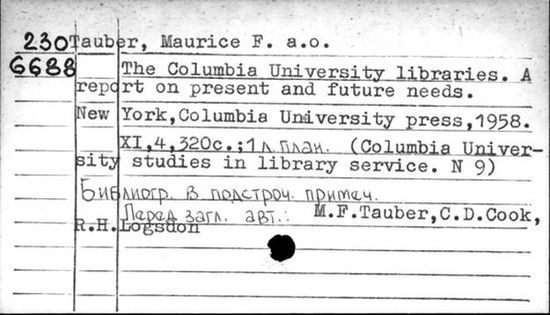 230 Tauber, Maurice F. a.o.
6688 The Columbia University libraries. A
report on present and future needs.
New York,Columbia University press,1958.
XI,4,320c.;1 л.план. (Columbia Univer-
sity studies in library service. N 9)
Библиогр. в подстроч. примеч.
Перед загл. авт.: M.F.Tauber,C.D.Cook,
R.H.Logsdon